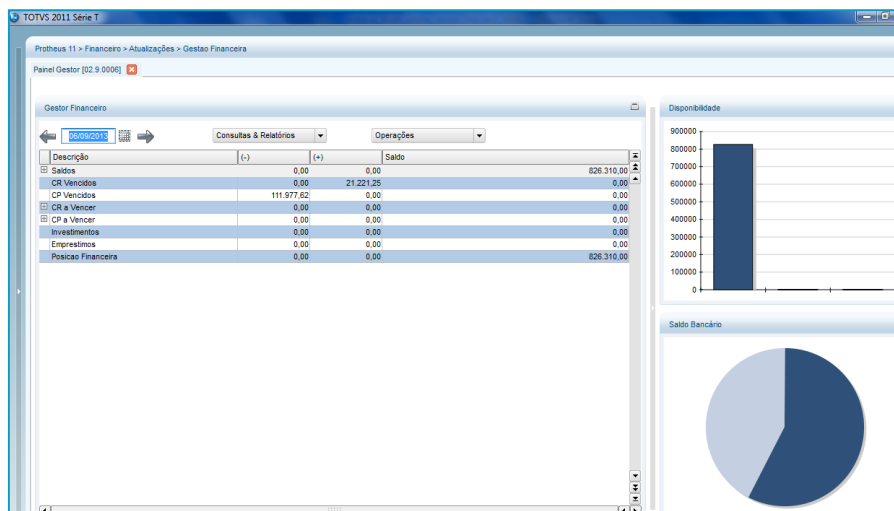 TOTVS 2011 Série T
Protheus 11 > Financeiro > Atualizações > Gestao Financeira
Painel Gestor [02.9.0006]
Gestor Financeiro
06/09/2013 Consultas & Relatórios Operações
Descrição (-) (+) Saldo
Saldos 0,00 0,00 826.310,00
CR Vencidos 0,00 21.221,25 0,00
CP Vencidos 111.977,62 0,00 0,00
CR a Vencer 0,00 0,00 0,00
CP a Vencer 0,00 0,00 0,00
Investimentos 0,00 0,00 0,00
Emprestimos 0,00 0,00 0,00
Posicao Financeira 0,00 0,00 826.310,00
Disponibilidade
900000
800000
700000
600000
500000
400000
300000
200000
100000
0
Saldo Bancário